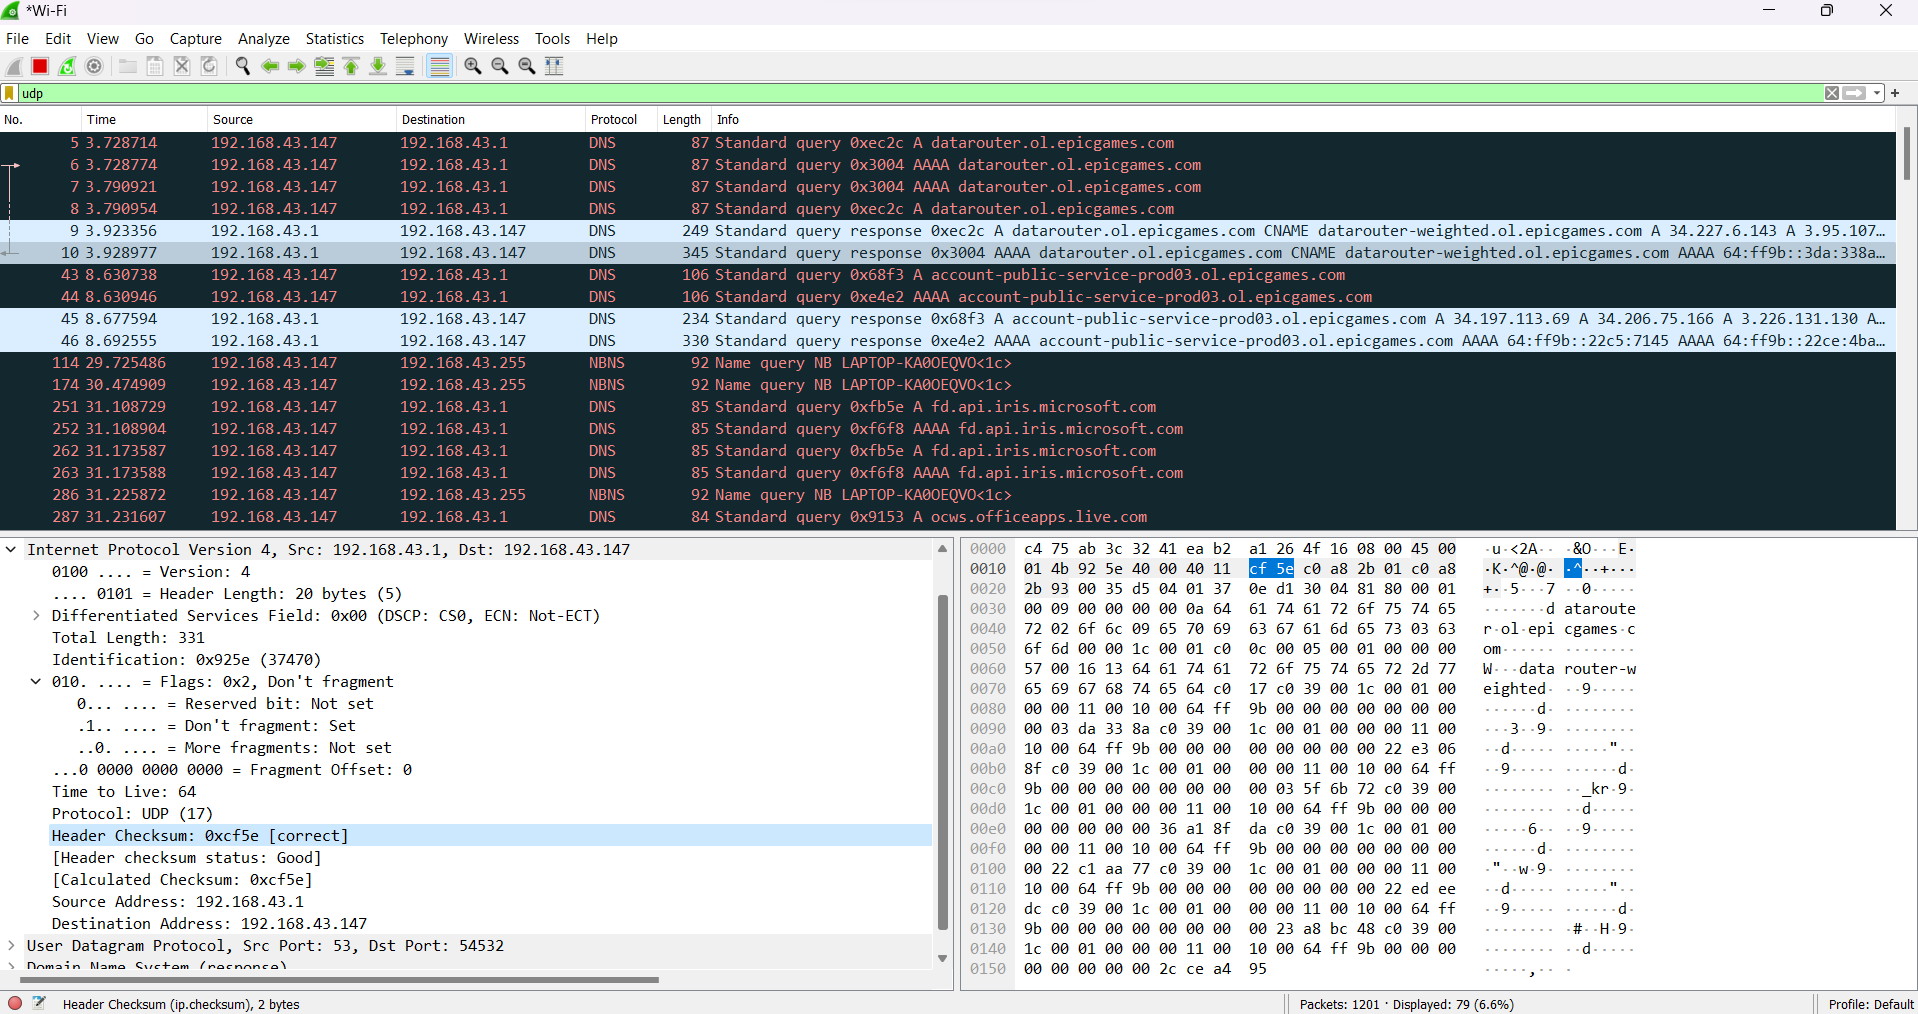 *Wi-Fi
File Edit View Go Capture Analyze Statistics Telephony Wireless Tools Help
udp
No. Time Source Destination Protocol Length Info
5 3.728714 192.168.43.147 192.168.43.1 DNS 87 Standard query 0xec2c A datarouter.ol.epicgames.com
6 3.728774 192.168.43.147 192.168.43.1 DNS 87 Standard query 0x3004 AAAA datarouter.ol.epicgames.com
7 3.790921 192.168.43.147 192.168.43.1 DNS 87 Standard query 0x3004 AAAA datarouter.ol.epicgames.com
8 3.790954 192.168.43.147 192.168.43.1 DNS 87 Standard query 0xec2c A datarouter.ol.epicgames.com
9 3.923356 192.168.43.1 192.168.43.147 DNS 249 Standard query response 0xec2c A datarouter.ol.epicgames.com CNAME datarouter-weighted.ol.epicgames.com A 34.227.6.143 A 3.95.107…
10 3.928977 192.168.43.1 192.168.43.147 DNS 345 Standard query response 0x3004 AAAA datarouter.ol.epicgames.com CNAME datarouter-weighted.ol.epicgames.com AAAA 64:ff9b::3da:338a…
43 8.630738 192.168.43.147 192.168.43.1 DNS 106 Standard query 0x68f3 A account-public-service-prod03.ol.epicgames.com
44 8.630946 192.168.43.147 192.168.43.1 DNS 106 Standard query 0xe4e2 AAAA account-public-service-prod03.ol.epicgames.com
45 8.677594 192.168.43.1 192.168.43.147 DNS 234 Standard query response 0x68f3 A account-public-service-prod03.ol.epicgames.com A 34.197.113.69 A 34.206.75.166 A 3.226.131.130 A…
46 8.692555 192.168.43.1 192.168.43.147 DNS 330 Standard query response 0xe4e2 AAAA account-public-service-prod03.ol.epicgames.com AAAA 64:ff9b::22c5:7145 AAAA 64:ff9b::22ce:4ba…
114 29.725486 192.168.43.147 192.168.43.255 NBNS 92 Name query NB LAPTOP-KA0OEQVO<1c>
174 30.474909 192.168.43.147 192.168.43.255 NBNS 92 Name query NB LAPTOP-KA0OEQVO<1c>
251 31.108729 192.168.43.147 192.168.43.1 DNS 85 Standard query 0xfb5e A fd.api.iris.microsoft.com
252 31.108904 192.168.43.147 192.168.43.1 DNS 85 Standard query 0xf6f8 AAAA fd.api.iris.microsoft.com
262 31.173587 192.168.43.147 192.168.43.1 DNS 85 Standard query 0xfb5e A fd.api.iris.microsoft.com
263 31.173588 192.168.43.147 192.168.43.1 DNS 85 Standard query 0xf6f8 AAAA fd.api.iris.microsoft.com
286 31.225872 192.168.43.147 192.168.43.255 NBNS 92 Name query NB LAPTOP-KA0OEQVO<1c>
287 31.231607 192.168.43.147 192.168.43.1 DNS 84 Standard query 0x9153 A ocws.officeapps.live.com
Internet Protocol Version 4, Src: 192.168.43.1, Dst: 192.168.43.147
0100 .... = Version: 4
.... 0101 = Header Length: 20 bytes (5)
Differentiated Services Field: 0x00 (DSCP: CS0, ECN: Not-ECT)
Total Length: 331
Identification: 0x925e (37470)
010. .... = Flags: 0x2, Don't fragment
0... .... = Reserved bit: Not set
.1.. .... = Don't fragment: Set
..0. .... = More fragments: Not set
...0 0000 0000 0000 = Fragment Offset: 0
Time to Live: 64
Protocol: UDP (17)
Header Checksum: 0xcf5e [correct]
[Header checksum status: Good]
[Calculated Checksum: 0xcf5e]
Source Address: 192.168.43.1
Destination Address: 192.168.43.147
User Datagram Protocol, Src Port: 53, Dst Port: 54532
Domain Name System (response)
0000 c4 75 ab 3c 32 41 ea b2 a1 26 4f 16 08 00 45 00 ·u·<2A·· ·&O···E·
0010 01 4b 92 5e 40 00 40 11 cf 5e c0 a8 2b 01 c0 a8 ·K·^@·@· ·^··+···
0020 2b 93 00 35 d5 04 01 37 0e d1 30 04 81 80 00 01 +··5···7 ··0·····
0030 00 09 00 00 00 00 0a 64 61 74 61 72 6f 75 74 65 ·······d ataroute
0040 72 02 6f 6c 09 65 70 69 63 67 61 6d 65 73 03 63 r·ol·epi cgames·c
0050 6f 6d 00 00 1c 00 01 c0 0c 00 05 00 01 00 00 00 om······ ········
0060 57 00 16 13 64 61 74 61 72 6f 75 74 65 72 2d 77 W···data router-w
0070 65 69 67 68 74 65 64 c0 17 c0 39 00 1c 00 01 00 eighted· ··9·····
0080 00 00 11 00 10 00 64 ff 9b 00 00 00 00 00 00 00 ······d· ········
0090 00 03 da 33 8a c0 39 00 1c 00 01 00 00 00 11 00 ···3··9· ········
00a0 10 00 64 ff 9b 00 00 00 00 00 00 00 00 22 e3 06 ··d····· ·····"··
00b0 8f c0 39 00 1c 00 01 00 00 00 11 00 10 00 64 ff ··9····· ······d·
00c0 9b 00 00 00 00 00 00 00 00 03 5f 6b 72 c0 39 00 ········ ··_kr·9·
00d0 1c 00 01 00 00 00 11 00 10 00 64 ff 9b 00 00 00 ········ ··d·····
00e0 00 00 00 00 00 36 a1 8f da c0 39 00 1c 00 01 00 ·····6·· ··9·····
00f0 00 00 11 00 10 00 64 ff 9b 00 00 00 00 00 00 00 ······d· ········
0100 00 22 c1 aa 77 c0 39 00 1c 00 01 00 00 00 11 00 ·"··w·9· ········
0110 10 00 64 ff 9b 00 00 00 00 00 00 00 00 22 ed ee ··d····· ·····"··
0120 dc c0 39 00 1c 00 01 00 00 00 11 00 10 00 64 ff ··9····· ······d·
0130 9b 00 00 00 00 00 00 00 00 23 a8 bc 48 c0 39 00 ········ ·#··H·9·
0140 1c 00 01 00 00 00 11 00 10 00 64 ff 9b 00 00 00 ········ ··d·····
0150 00 00 00 00 00 2c ce a4 95 ·····,·· ·
Header Checksum (ip.checksum), 2 bytes
Packets: 1201 · Displayed: 79 (6.6%)
Profile: Default